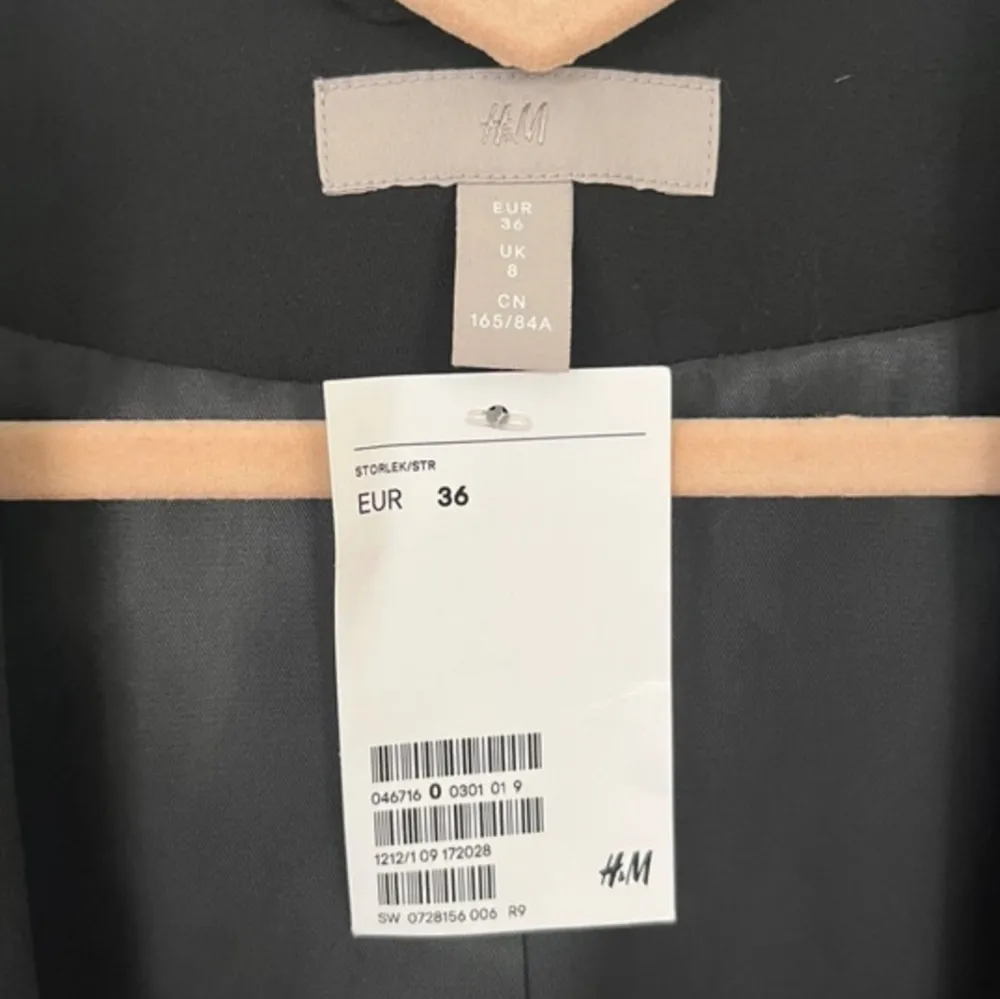 H&M
EUR
36
UK
8
CN
165/84A
STORLEK/STR
EUR 36
046716 0 0301 01 9
1212/1 09 172028
H&M
SW 0728156 006 R9